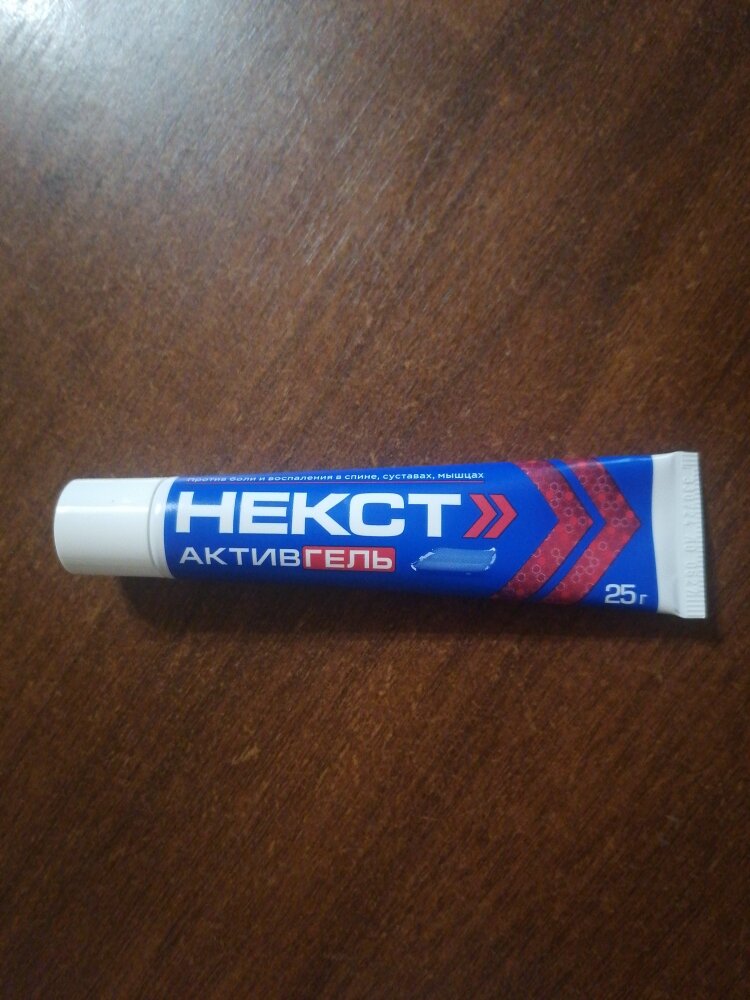 Против боли и воспаления в спине, суставах, мышцах
НЕКСТ
АКТИВГЕЛЬ
25 г